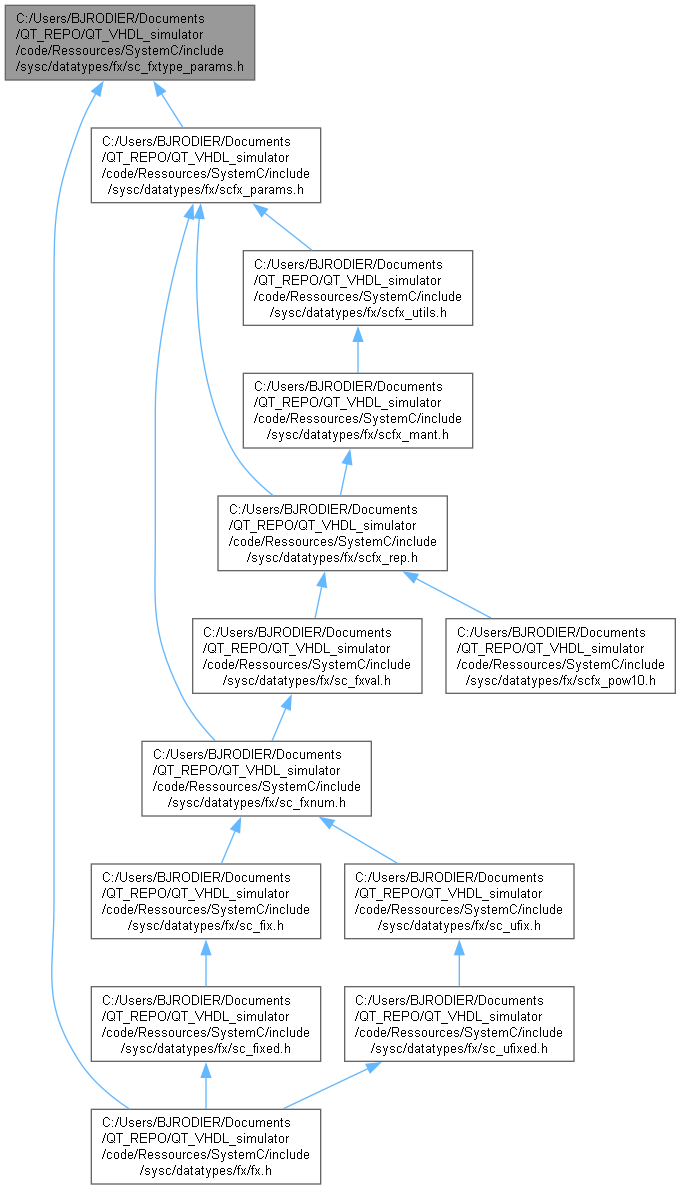 C:/Users/BJRODIER/Documents
/QT_REPO/QT_VHDL_simulator
/code/Ressources/SystemC/include
/sysc/datatypes/fx/sc_fxtype_params.h
C:/Users/BJRODIER/Documents
/QT_REPO/QT_VHDL_simulator
/code/Ressources/SystemC/include
/sysc/datatypes/fx/scfx_params.h
C:/Users/BJRODIER/Documents
/QT_REPO/QT_VHDL_simulator
/code/Ressources/SystemC/include
/sysc/datatypes/fx/scfx_utils.h
C:/Users/BJRODIER/Documents
/QT_REPO/QT_VHDL_simulator
/code/Ressources/SystemC/include
/sysc/datatypes/fx/scfx_mant.h
C:/Users/BJRODIER/Documents
/QT_REPO/QT_VHDL_simulator
/code/Ressources/SystemC/include
/sysc/datatypes/fx/scfx_rep.h
C:/Users/BJRODIER/Documents
/QT_REPO/QT_VHDL_simulator
/code/Ressources/SystemC/include
/sysc/datatypes/fx/sc_fxval.h
C:/Users/BJRODIER/Documents
/QT_REPO/QT_VHDL_simulator
/code/Ressources/SystemC/include
/sysc/datatypes/fx/scfx_pow10.h
C:/Users/BJRODIER/Documents
/QT_REPO/QT_VHDL_simulator
/code/Ressources/SystemC/include
/sysc/datatypes/fx/sc_fxnum.h
C:/Users/BJRODIER/Documents
/QT_REPO/QT_VHDL_simulator
/code/Ressources/SystemC/include
/sysc/datatypes/fx/sc_fix.h
C:/Users/BJRODIER/Documents
/QT_REPO/QT_VHDL_simulator
/code/Ressources/SystemC/include
/sysc/datatypes/fx/sc_ufix.h
C:/Users/BJRODIER/Documents
/QT_REPO/QT_VHDL_simulator
/code/Ressources/SystemC/include
/sysc/datatypes/fx/sc_fixed.h
C:/Users/BJRODIER/Documents
/QT_REPO/QT_VHDL_simulator
/code/Ressources/SystemC/include
/sysc/datatypes/fx/sc_ufixed.h
C:/Users/BJRODIER/Documents
/QT_REPO/QT_VHDL_simulator
/code/Ressources/SystemC/include
/sysc/datatypes/fx/fx.h